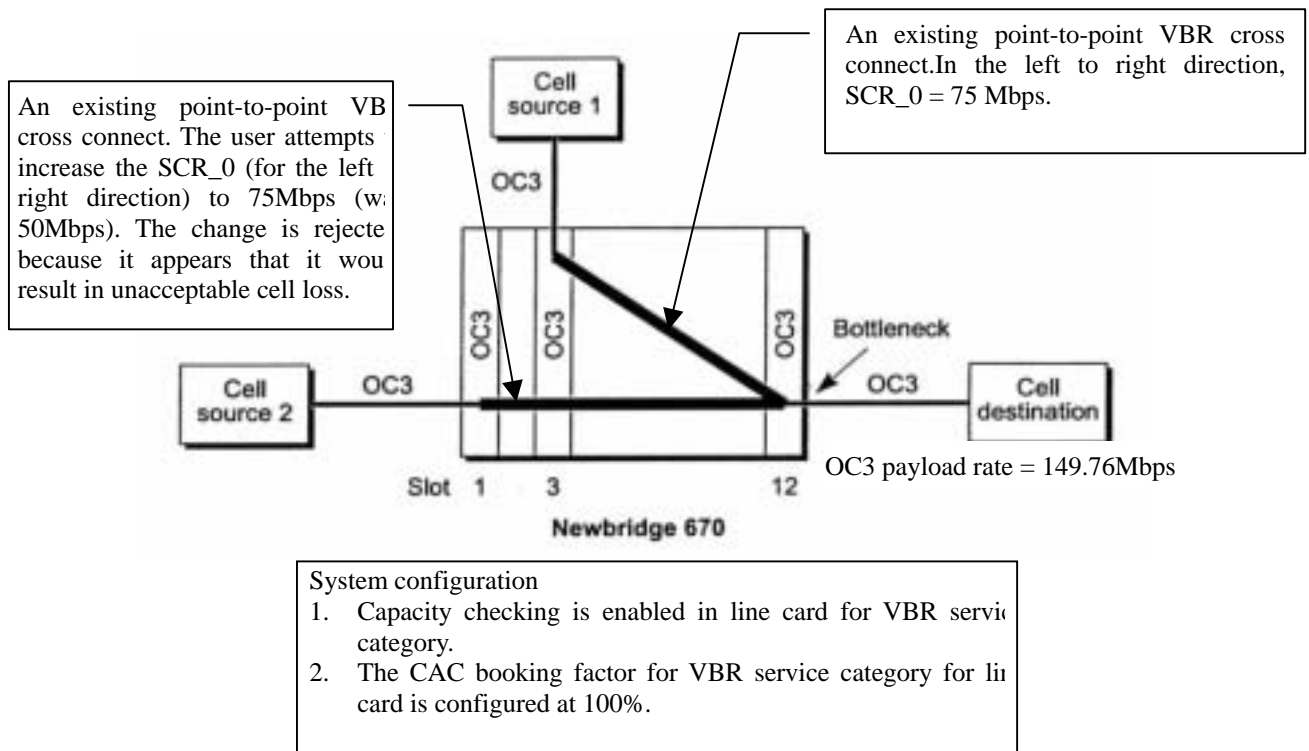 An existing point-to-point VBR cross
connect.In the left to right direction,
SCR_0 = 75 Mbps.
An existing point-to-point VB
cross connect. The user attempts
increase the SCR_0 (for the left
right direction) to 75Mbps (wa
50Mbps). The change is rejecte
because it appears that it wou
result in unacceptable cell loss.
Cell
source 1
OC3
OC3
OC3
OC3
Bottleneck
Cell
source 2
OC3
OC3
Cell
destination
OC3 payload rate = 149.76Mbps
Slot 1 3 12
Newbridge 670
System configuration
1. Capacity checking is enabled in line card for VBR servic
category.
2. The CAC booking factor for VBR service category for lin
card is configured at 100%.